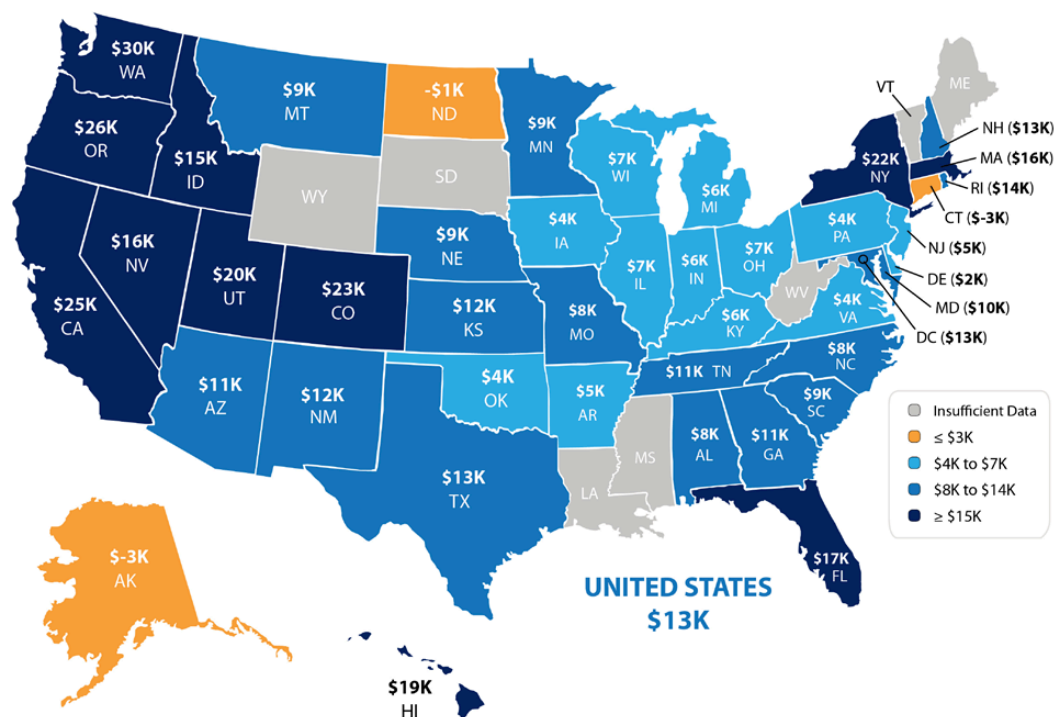 $30K
WA
$26K
OR
$15K
ID
$9K
MT
-$1K
ND
$9K
MN
WY
SD
$7K
WI
$6K
MI
VT
ME
$22K
NY
NH ($13K)
MA ($16K)
RI ($14K)
CT ($-3K)
NJ ($5K)
DE ($2K)
MD ($10K)
DC ($13K)
$25K
CA
$16K
NV
$20K
UT
$23K
CO
$9K
NE
$4K
IA
$12K
KS
$8K
MO
$7K
IL
$6K
IN
$7K
OH
$4K
PA
WV
$4K
VA
$6K
KY
$11K
AZ
$12K
NM
$4K
OK
$5K
AR
$11K TN
$8K
NC
$9K
SC
$13K
TX
LA
MS
$8K
AL
$11K
GA
$17K
FL
$-3K
AK
$19K
HI
UNITED STATES
$13K
Insufficient Data
≤ $3K
$4K to $7K
$8K to $14K
≥ $15K